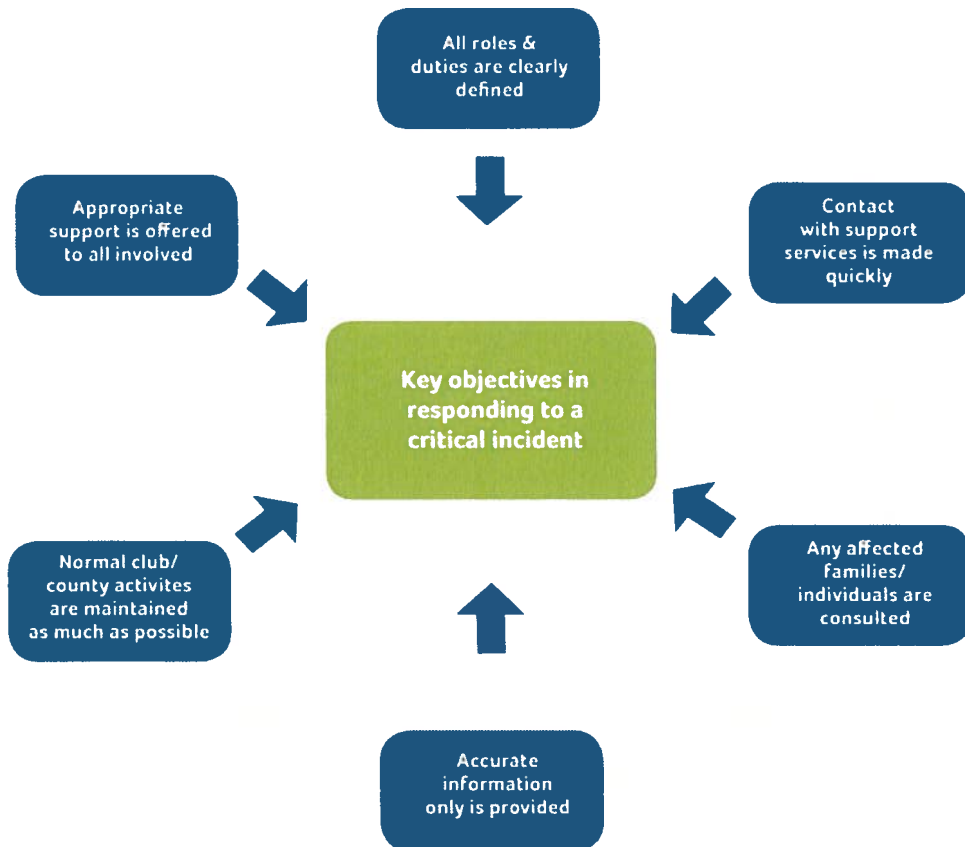 All roles &
duties are clearly
defined
Appropriate
support is offered
to all involved
Contact
with support
services is made
quickly
Key objectives in
responding to a
critical incident
Normal club/
county activites
are maintained
as much as possible
Any affected
families/
individuals are
consulted
Accurate
information
only is provided